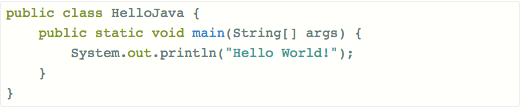 public class HelloJava {
    public static void main(String[] args) {
        System.out.println("Hello World!");
    }
}